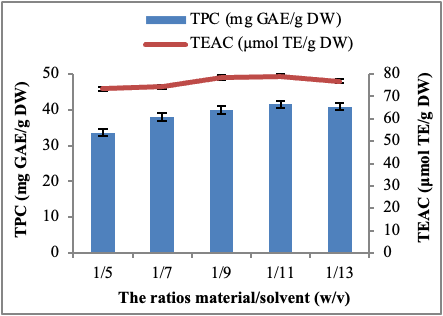 TPC (mg GAE/g DW)
TEAC (µmol TE/g DW)
TPC (mg GAE/g DW)
50
40
30
20
10
0
80
70
60
50
40
30
20
10
0
TEAC (µmol TE/g DW)
1/5 1/7 1/9 1/11 1/13
The ratios material/solvent (w/v)